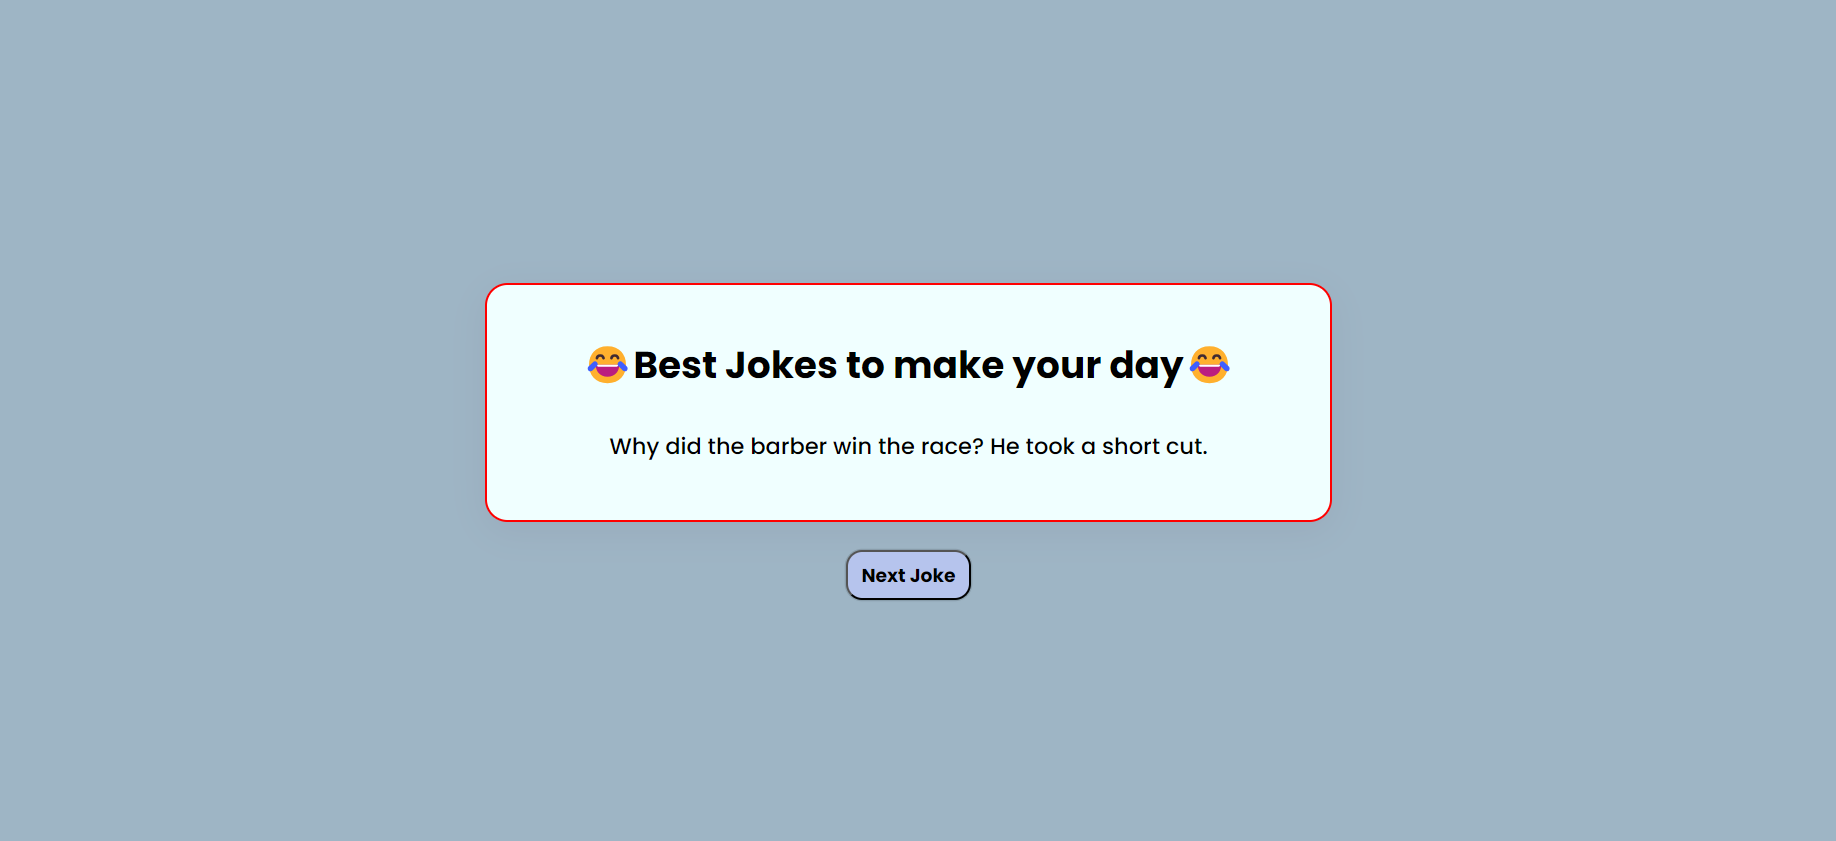 😂Best Jokes to make your day😂
Why did the barber win the race? He took a short cut.
Next Joke